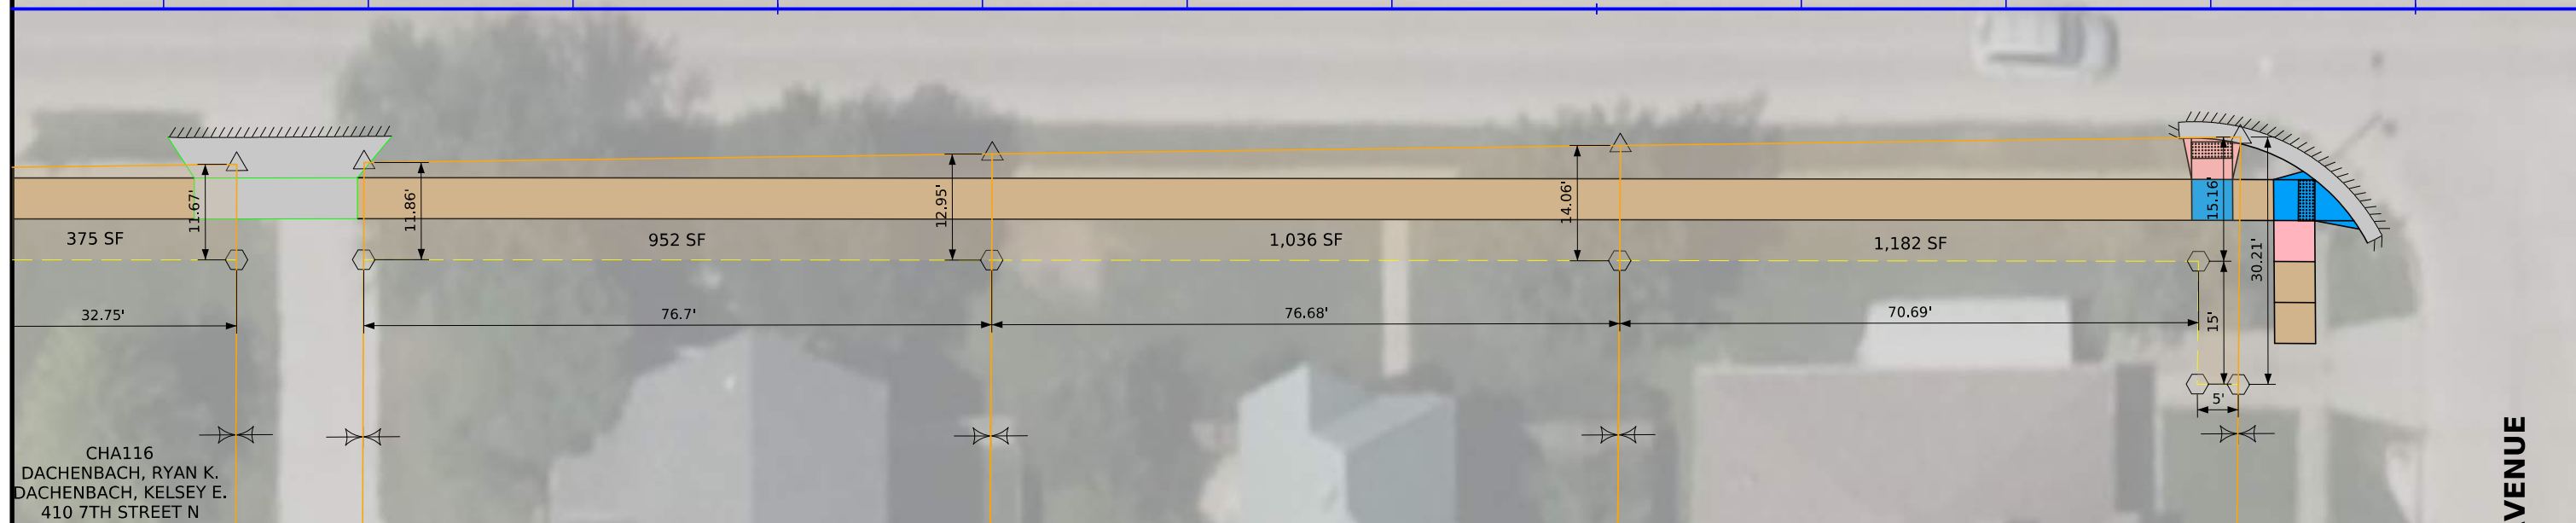 11.67'
11.86'
12.95'
14.06'
15.16'
30.21'
375 SF
952 SF
1,036 SF
1,182 SF
32.75'
76.7'
76.68'
70.69'
15'
5'
CHA116
DACHENBACH, RYAN K.
DACHENBACH, KELSEY E.
410 7TH STREET N
AVENUE